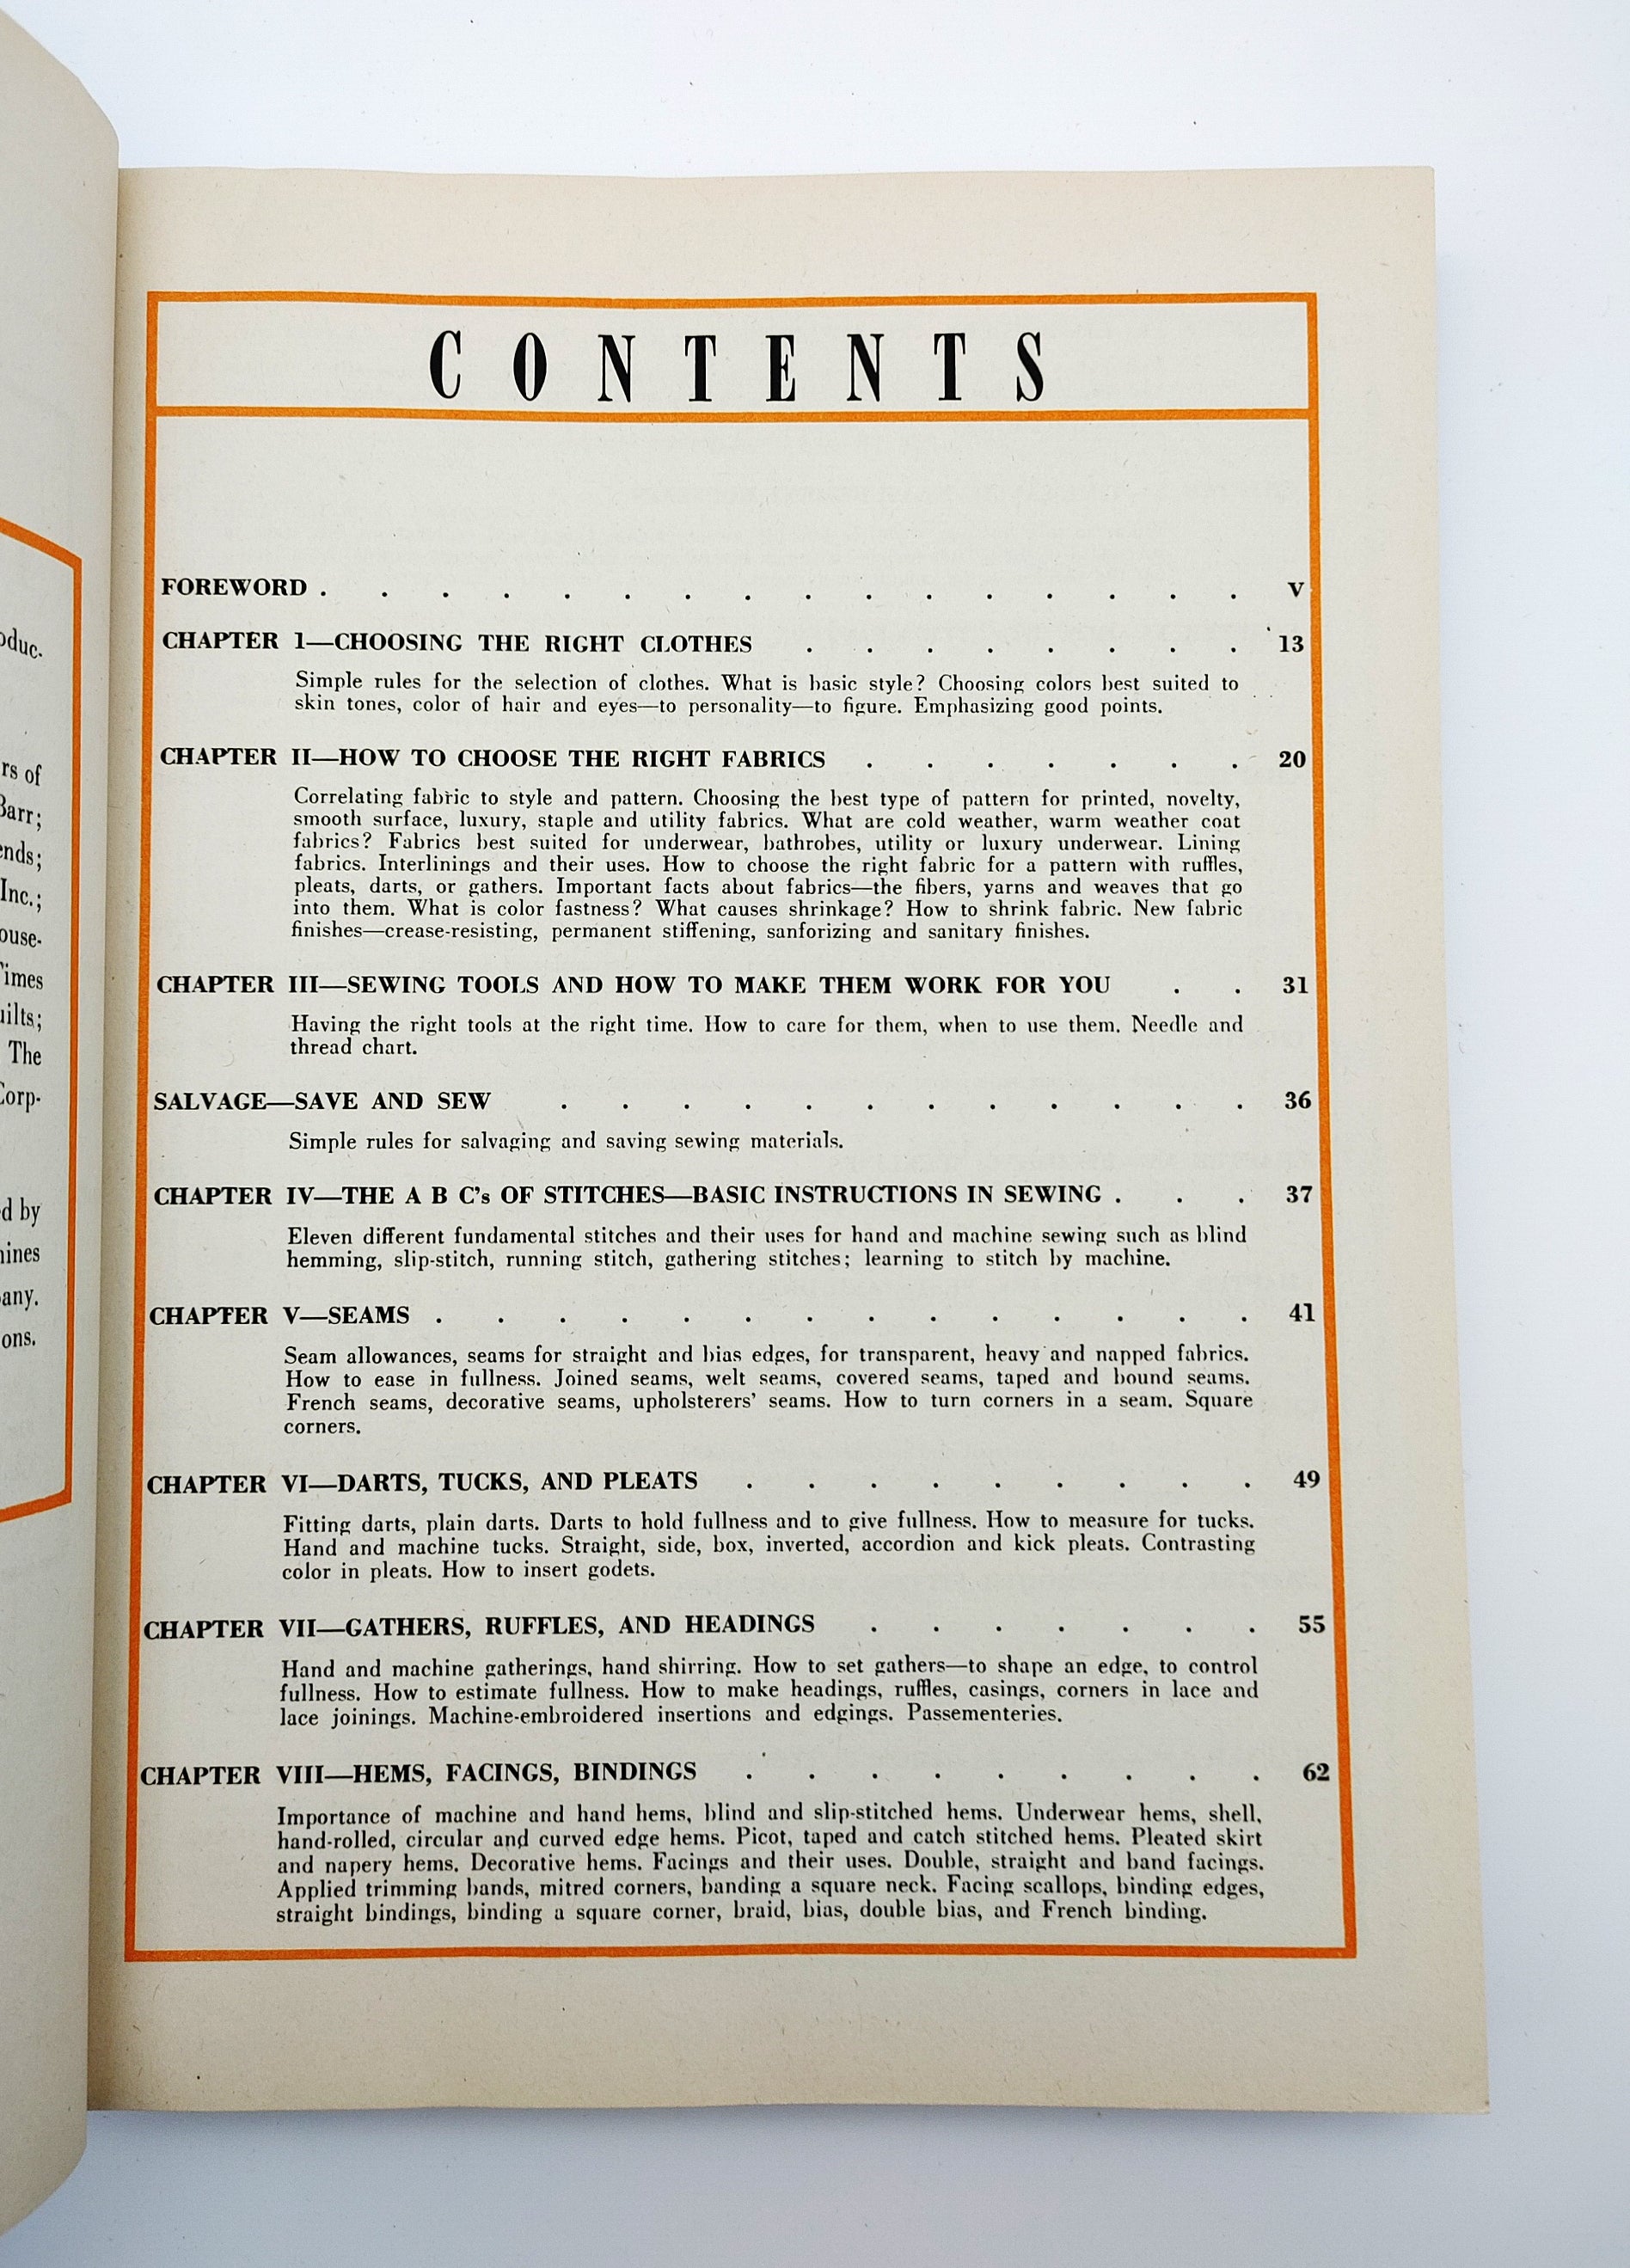 oduc-
rs of
Barr;
ends;
Inc.;
ouse-
Times
uilts;
The
Corp-
d by
hines
any.
ons.
CONTENTS
FOREWORD . . . . . . . . . . . . . . . . V
CHAPTER 1—CHOOSING THE RIGHT CLOTHES . . . . . . . . 13
Simple rules for the selection of clothes. What is basic style? Choosing colors best suited to
skin tones, color of hair and eyes—to personality—to figure. Emphasizing good points.
CHAPTER II—HOW TO CHOOSE THE RIGHT FABRICS . . . . . . . 20
Correlating fabric to style and pattern. Choosing the best type of pattern for printed, novelty,
smooth surface, luxury, staple and utility fabrics. What are cold weather, warm weather coat
fabrics? Fabrics best suited for underwear, bathrobes, utility or luxury underwear. Lining
fabrics. Interlinings and their uses. How to choose the right fabric for a pattern with ruffles,
pleats, darts, or gathers. Important facts about fabrics—the fibers, yarns and weaves that go
into them. What is color fastness? What causes shrinkage? How to shrink fabric. New fabric
finishes—crease-resisting, permanent stiffening, sanforizing and sanitary finishes.
CHAPTER III—SEWING TOOLS AND HOW TO MAKE THEM WORK FOR YOU . . 31
Having the right tools at the right time. How to care for them, when to use them. Needle and
thread chart.
SALVAGE—SAVE AND SEW . . . . . . . . . . . . 36
Simple rules for salvaging and saving sewing materials.
CHAPTER IV—THE A B C's OF STITCHES—BASIC INSTRUCTIONS IN SEWING . . . 37
Eleven different fundamental stitches and their uses for hand and machine sewing such as blind
hemming, slip-stitch, running stitch, gathering stitches; learning to stitch by machine.
CHAPTER V—SEAMS . . . . . . . . . . . . . . 41
Seam allowances, seams for straight and bias edges, for transparent, heavy and napped fabrics.
How to ease in fullness. Joined seams, welt seams, covered seams, taped and bound seams.
French seams, decorative seams, upholsterers' seams. How to turn corners in a seam. Square
corners.
CHAPTER VI—DARTS, TUCKS, AND PLEATS . . . . . . . . . 49
Fitting darts, plain darts. Darts to hold fullness and to give fullness. How to measure for tucks.
Hand and machine tucks. Straight, side, box, inverted, accordion and kick pleats. Contrasting
color in pleats. How to insert godets.
CHAPTER VII—GATHERS, RUFFLES, AND HEADINGS . . . . . . . 55
Hand and machine gatherings, hand shirring. How to set gathers—to shape an edge, to control
fullness. How to estimate fullness. How to make headings, ruffles, casings, corners in lace and
lace joinings. Machine-embroidered insertions and edgings. Passementeries.
CHAPTER VIII—HEMS, FACINGS, BINDINGS . . . . . . . . . 62
Importance of machine and hand hems, blind and slip-stitched hems. Underwear hems, shell,
hand-rolled, circular and curved edge hems. Picot, taped and catch stitched hems. Pleated skirt
and napery hems. Decorative hems. Facings and their uses. Double, straight and band facings.
Applied trimming bands, mitred corners, banding a square neck. Facing scallops, binding edges,
straight bindings, binding a square corner, braid, bias, double bias, and French binding.